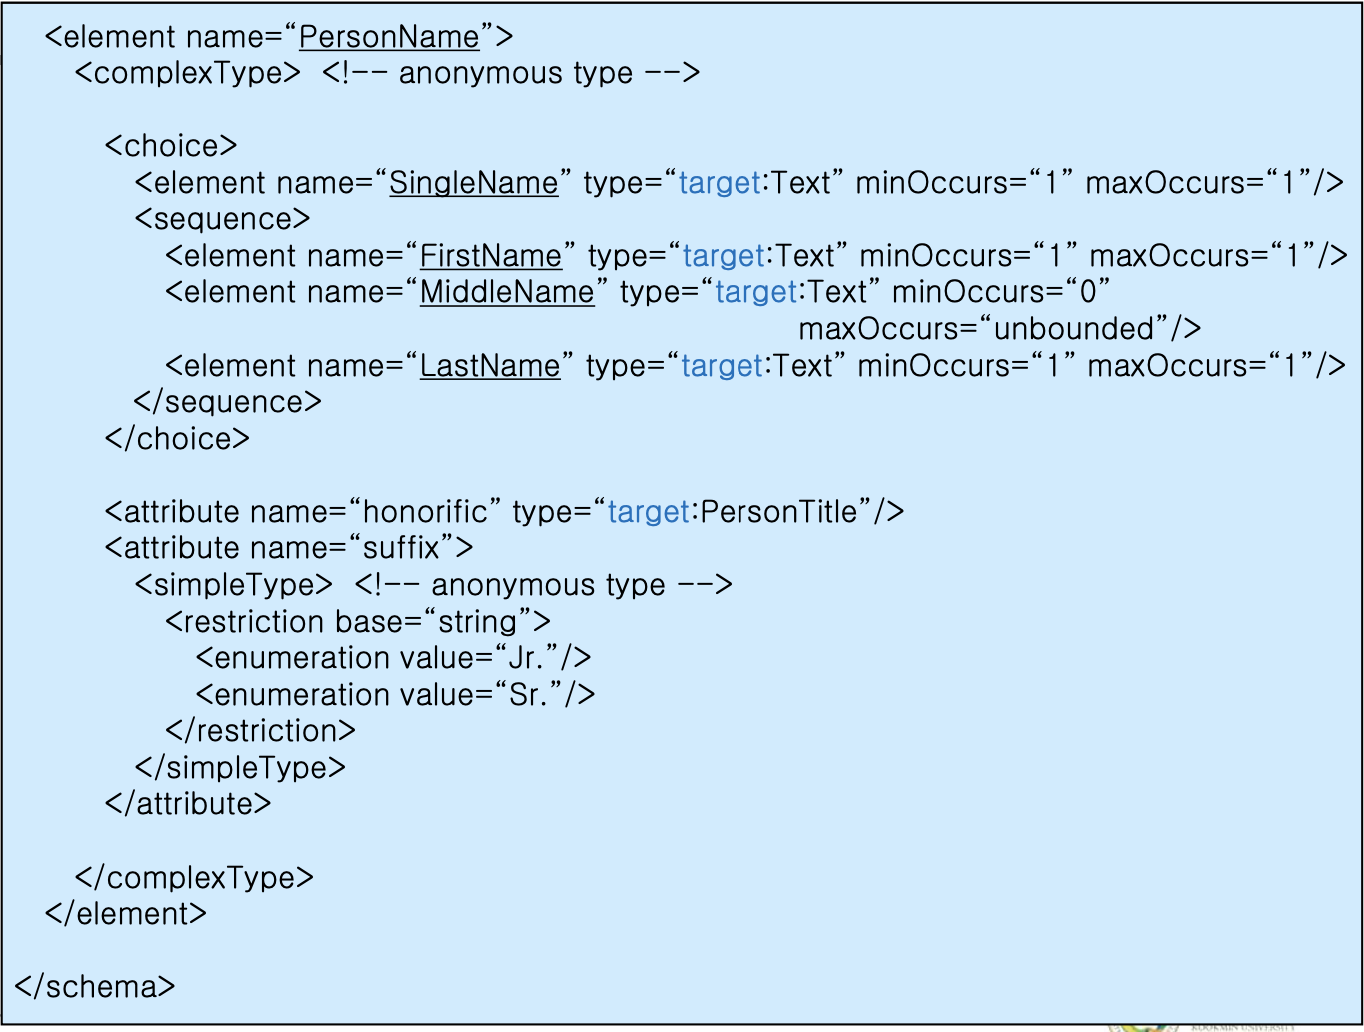 <element name=“PersonName”>
<complexType> <!-- anonymous type -->
<choice>
<element name=“SingleName” type=“target:Text” minOccurs=“1” maxOccurs=“1”/>
<sequence>
<element name=“FirstName” type=“target:Text” minOccurs=“1” maxOccurs=“1”/>
<element name=“MiddleName” type=“target:Text” minOccurs=“0”
maxOccurs=“unbounded”/>
<element name=“LastName” type=“target:Text” minOccurs=“1” maxOccurs=“1”/>
</sequence>
</choice>
<attribute name=“honorific” type=“target:PersonTitle”/>
<attribute name=“suffix”>
<simpleType> <!-- anonymous type -->
<restriction base=“string”>
<enumeration value=“Jr.”/>
<enumeration value=“Sr.”/>
</restriction>
</simpleType>
</attribute>
</complexType>
</element>
</schema>
KOOKMIN UNIVERSITY